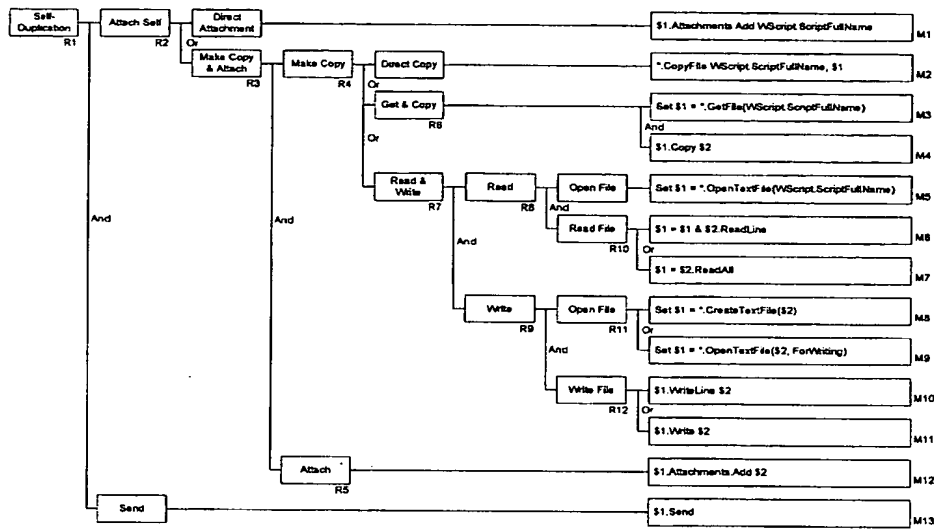 Self-
Duplication
R1
Attach Self
R2
Direct
Attachment
$1.Attachments.Add WScript.ScriptFullName
M1
Or
Make Copy
& Attach
R3
Make Copy
R4
Direct Copy
*.CopyFile WScript.ScriptFullName, $1
M2
Or
Get & Copy
R6
Set $1 = *.GetFile(WScript.ScriptFullName)
M3
And
Or
$1.Copy $2
M4
Read &
Write
R7
Read
R8
Open File
Set $1 = *.OpenTextFile(WScript.ScriptFullName)
M5
And
And
And
Read File
R10
$1 = $1 & $2.ReadLine
M6
And
Or
$1 = $2.ReadAll
M7
Write
R9
Open File
R11
Set $1 = *.CreateTextFile($2)
M8
Or
And
Set $1 = *.OpenTextFile($2, ForWriting)
M9
Write File
R12
$1.WriteLine $2
M10
Or
$1.Write $2
M11
Attach
R5
$1.Attachments.Add $2
M12
Send
$1.Send
M13